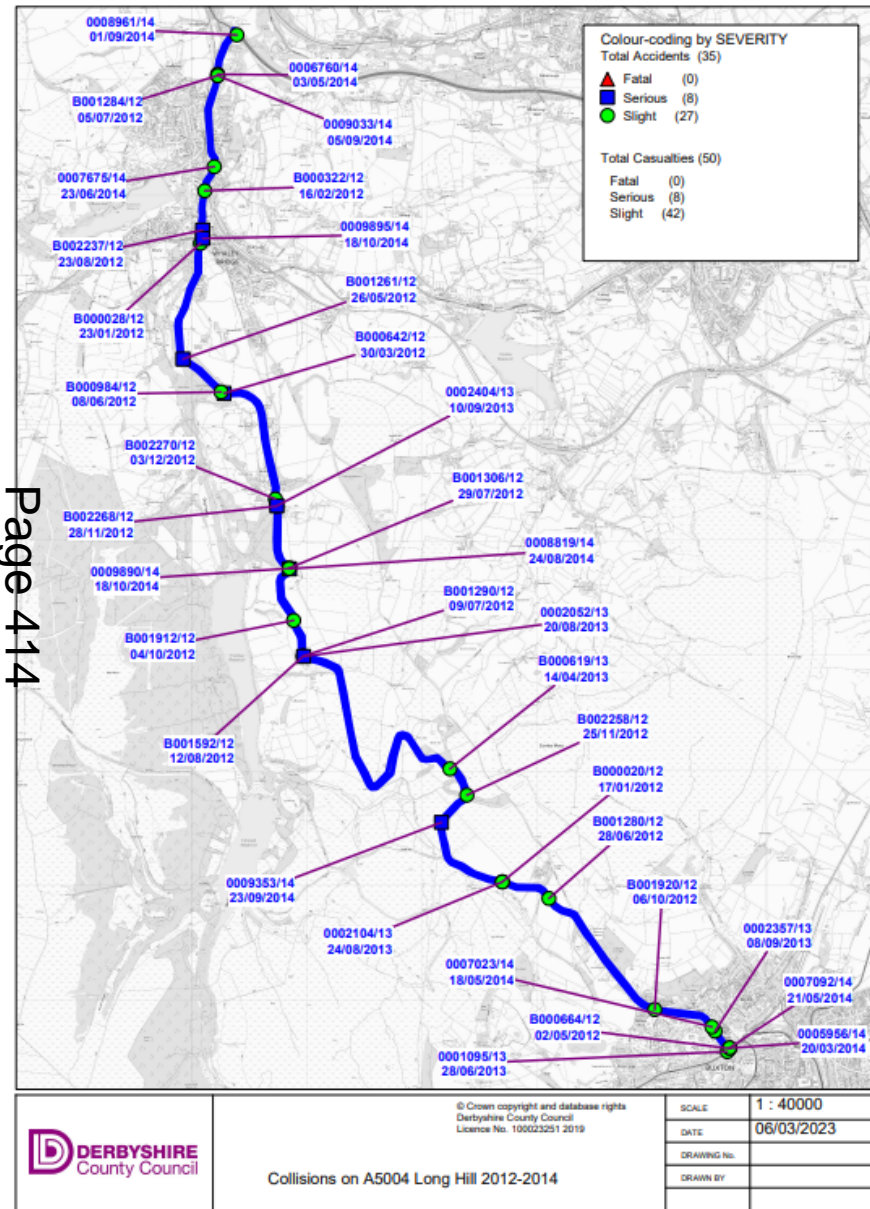 0008961/14
01/09/2014
0006760/14
03/05/2014
B001284/12
05/07/2012
0009033/14
05/09/2014
0007675/14
23/06/2014
B000322/12
16/02/2012
B002237/12
23/08/2012
0009895/14
18/10/2014
B000028/12
23/01/2012
B001261/12
26/05/2012
B000642/12
30/03/2012
B000984/12
08/06/2012
0002404/13
10/09/2013
B002270/12
03/12/2012
B001306/12
29/07/2012
B002268/12
28/11/2012
0008819/14
24/08/2014
0009890/14
18/10/2014
B001290/12
09/07/2012
0002052/13
20/08/2013
B001912/12
04/10/2012
B000619/13
14/04/2013
B002258/12
25/11/2012
B001592/12
12/08/2012
B000020/12
17/01/2012
B001280/12
28/06/2012
0009353/14
23/09/2014
B001920/12
06/10/2012
0002104/13
24/08/2013
0002357/13
08/09/2013
0007023/14
18/05/2014
0007092/14
21/05/2014
B000664/12
02/05/2012
0005956/14
20/03/2014
0001095/13
28/06/2013
BUXTON
Colour-coding by SEVERITY
Total Accidents (35)
Fatal (0)
Serious (8)
Slight (27)
Total Casualties (50)
Fatal (0)
Serious (8)
Slight (42)
Page 414
DERBYSHIRE
County Council
© Crown copyright and database rights
Derbyshire County Council
Licence No. 100023251 2019
Collisions on A5004 Long Hill 2012-2014
SCALE 1 : 40000
DATE 06/03/2023
DRAWING No.
DRAWN BY